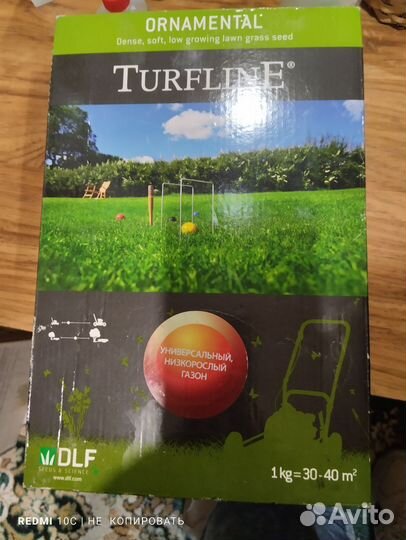 ORNAMENTAL®
Dense, soft, low growing lawn grass seed
TURFLINE®
УНИВЕРСАЛЬНЫЙ,
НИЗКОРОСЛЫЙ
ГАЗОН
DLF
SEEDS & SCIENCE
www.dlf.com
1kg = 30-40 m²
REDMI 10C | НЕ КОПИРОВАТЬ
Avito